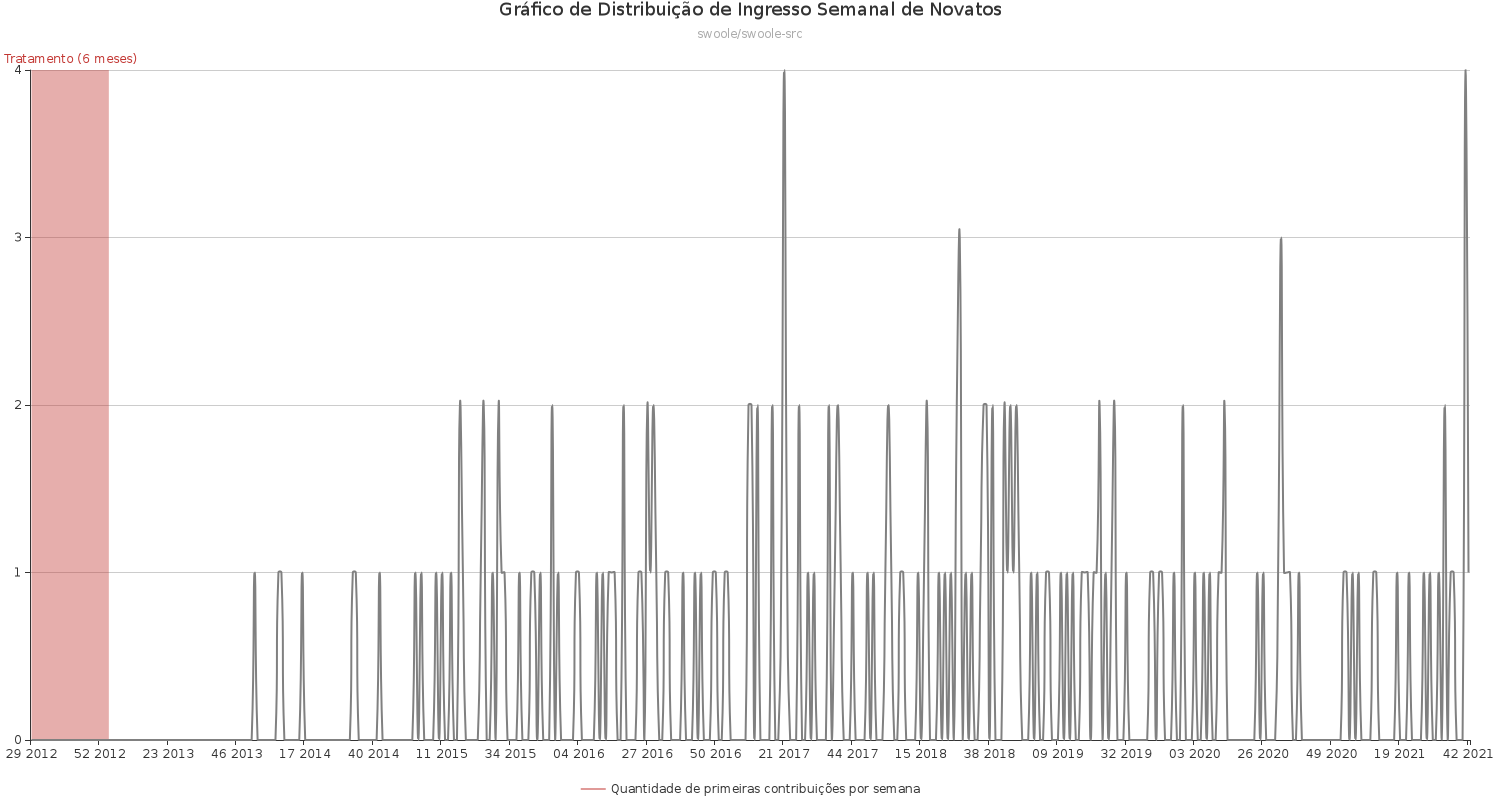 Gráfico de Distribuição de Ingresso Semanal de Novatos
swoole/swoole-src
Tratamento (6 meses)
4
3
2
1
0
29 2012 52 2012 23 2013 46 2013 17 2014 40 2014 11 2015 34 2015 04 2016 27 2016 50 2016 21 2017 44 2017 15 2018 38 2018 09 2019 32 2019 03 2020 26 2020 49 2020 19 2021 42 2021
Quantidade de primeiras contribuições por semana